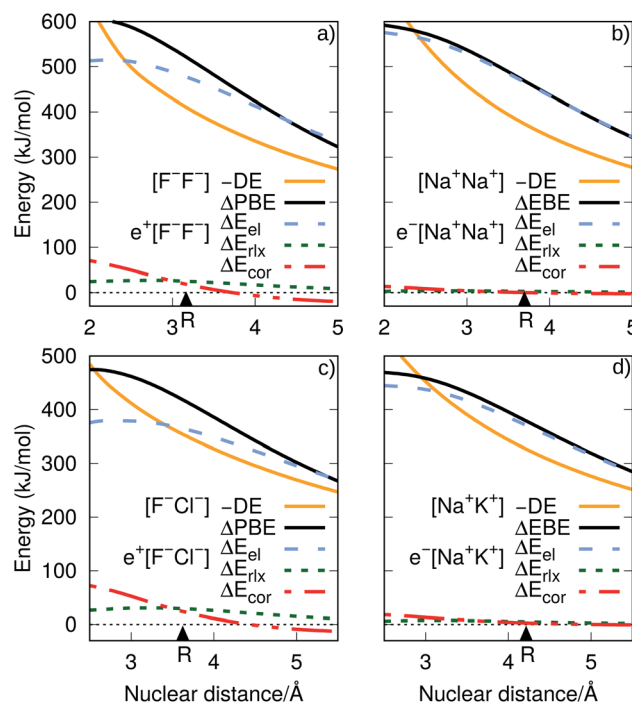 a)
Energy (kJ/mol)
600
500
400
300
200
100
0
[F⁻F⁻]
−DE
ΔPBE
e⁺[F⁻F⁻]
ΔE_el
ΔE_rlx
ΔE_cor
2
3
4
5
R
b)
[Na⁺Na⁺]
−DE
ΔEBE
e⁻[Na⁺Na⁺]
ΔE_el
ΔE_rlx
ΔE_cor
2
3
4
5
R
c)
Energy (kJ/mol)
500
400
300
200
100
0
[F⁻Cl⁻]
−DE
ΔPBE
e⁺[F⁻Cl⁻]
ΔE_el
ΔE_rlx
ΔE_cor
3
4
5
R
Nuclear distance/Å
d)
[Na⁺K⁺]
−DE
ΔEBE
e⁻[Na⁺K⁺]
ΔE_el
ΔE_rlx
ΔE_cor
3
4
5
R
Nuclear distance/Å